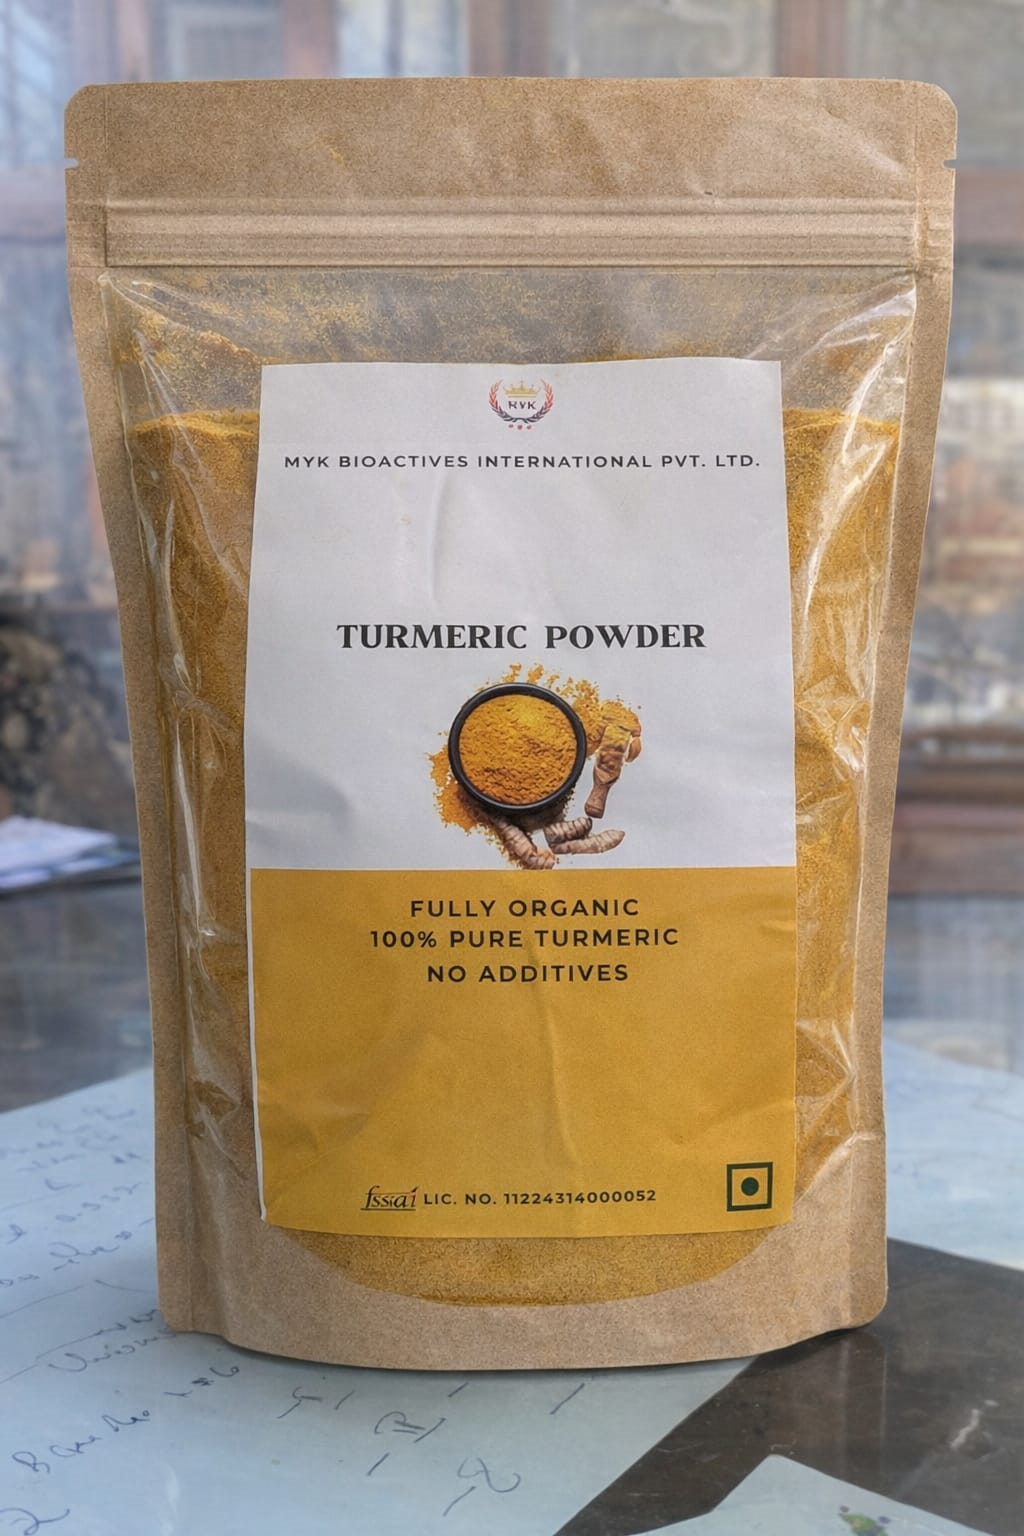 MYK
MYK BIOACTIVES INTERNATIONAL PVT. LTD.
TURMERIC POWDER
FULLY ORGANIC
100% PURE TURMERIC
NO ADDITIVES
fssai LIC. NO. 11224314000052